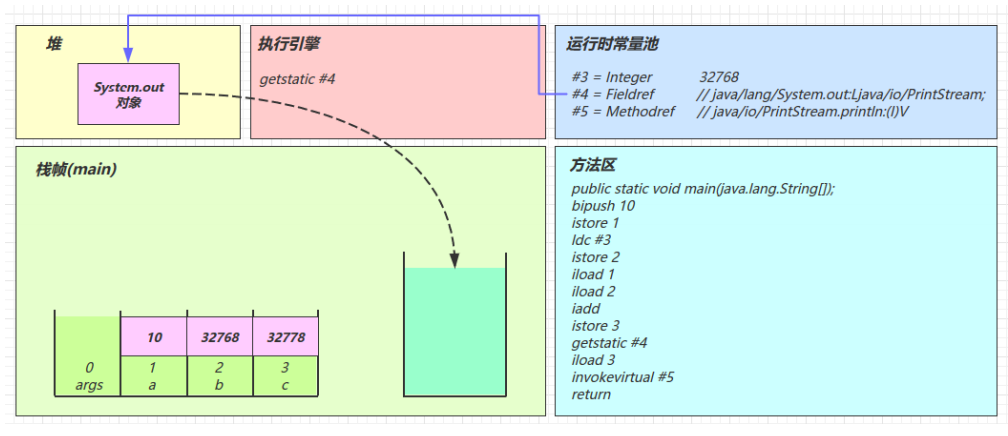 堆
System.out
对象
执行引擎
getstatic #4
运行时常量池
#3 = Integer 32768
#4 = Fieldref // java/lang/System.out:Ljava/io/PrintStream;
#5 = Methodref // java/io/PrintStream.println:(I)V
栈帧(main)
10 32768 32778
0 1 2 3
args a b c
方法区
public static void main(java.lang.String[]);
bipush 10
istore 1
ldc #3
istore 2
iload 1
iload 2
iadd
istore 3
getstatic #4
iload 3
invokevirtual #5
return